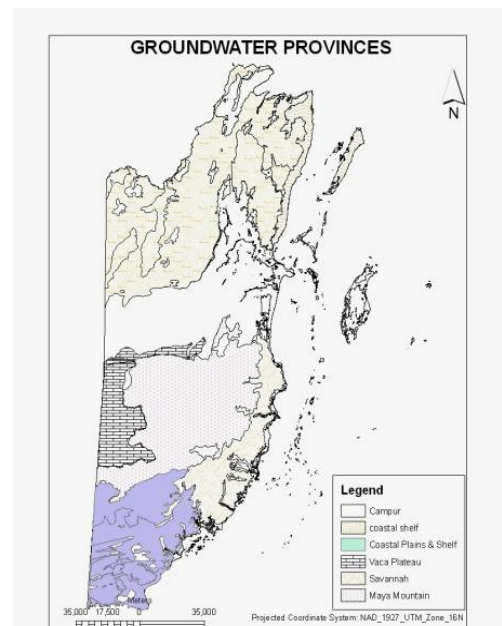 GROUNDWATER PROVINCES
N
Legend
Campur
coastal shelf
Coastal Plains & Shelf
Vaca Plateau
Savannah
Maya Mountain
Meters
35,000 17,500 0 35,000
Projected Coordinate System: NAD_1927_UTM_Zone_16N